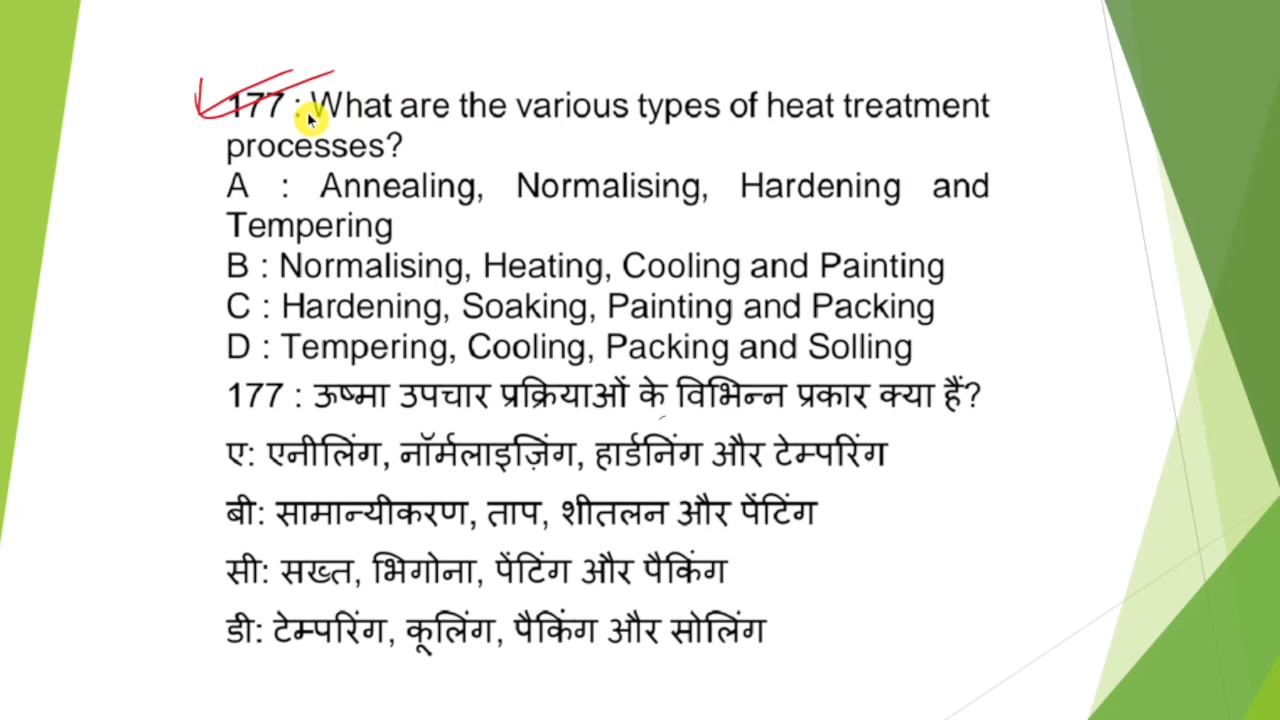 177 : What are the various types of heat treatment
processes?
A : Annealing, Normalising, Hardening and
Tempering
B : Normalising, Heating, Cooling and Painting
C : Hardening, Soaking, Painting and Packing
D : Tempering, Cooling, Packing and Solling
177 : ऊष्मा उपचार प्रक्रियाओं के विभिन्न प्रकार क्या हैं?
ए: एनीलिंग, नॉर्मलाइज़िंग, हार्डनिंग और टेम्परिंग
बी: सामान्यीकरण, ताप, शीतलन और पेंटिंग
सी: सख्त, भिगोना, पेंटिंग और पैकिंग
डी: टेम्परिंग, कूलिंग, पैकिंग और सोलिंग